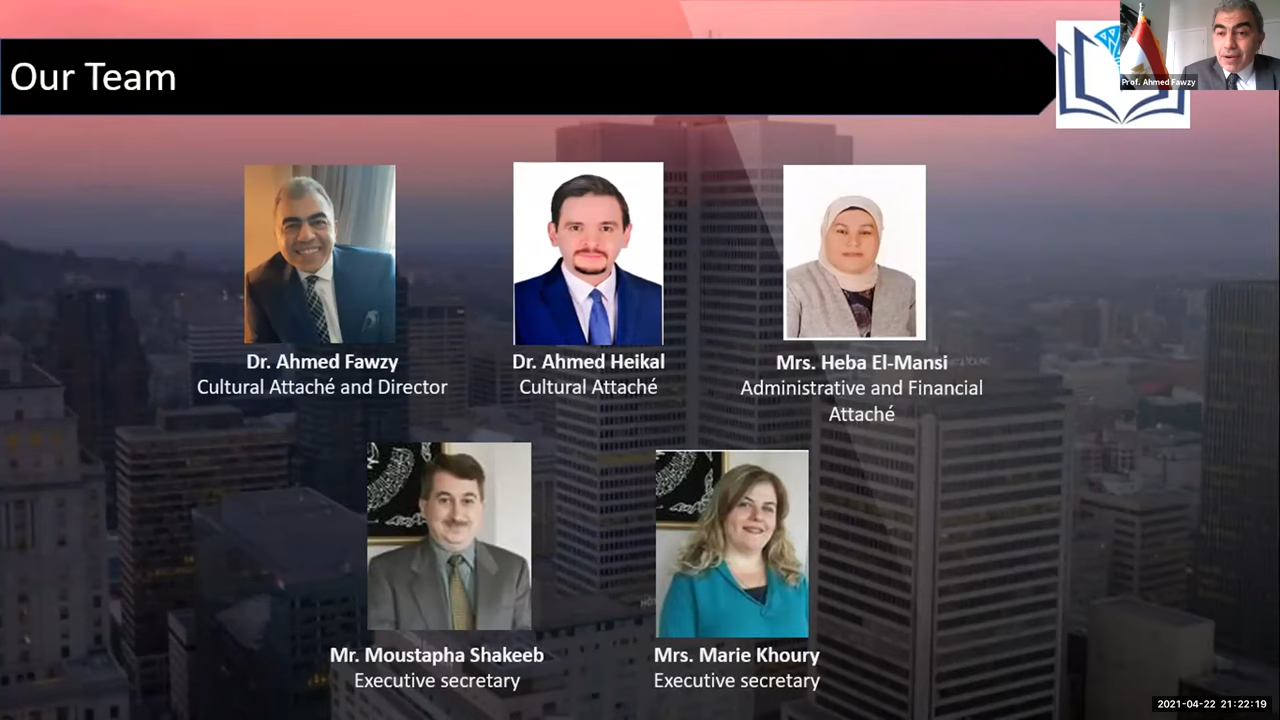 Our Team
Prof. Ahmed Fawzy
Dr. Ahmed Fawzy
Cultural Attaché and Director
Dr. Ahmed Heikal
Cultural Attaché
Mrs. Heba El-Mansi
Administrative and Financial
Attaché
Mr. Moustapha Shakeeb
Executive secretary
Mrs. Marie Khoury
Executive secretary
2021-04-22 21:22:19